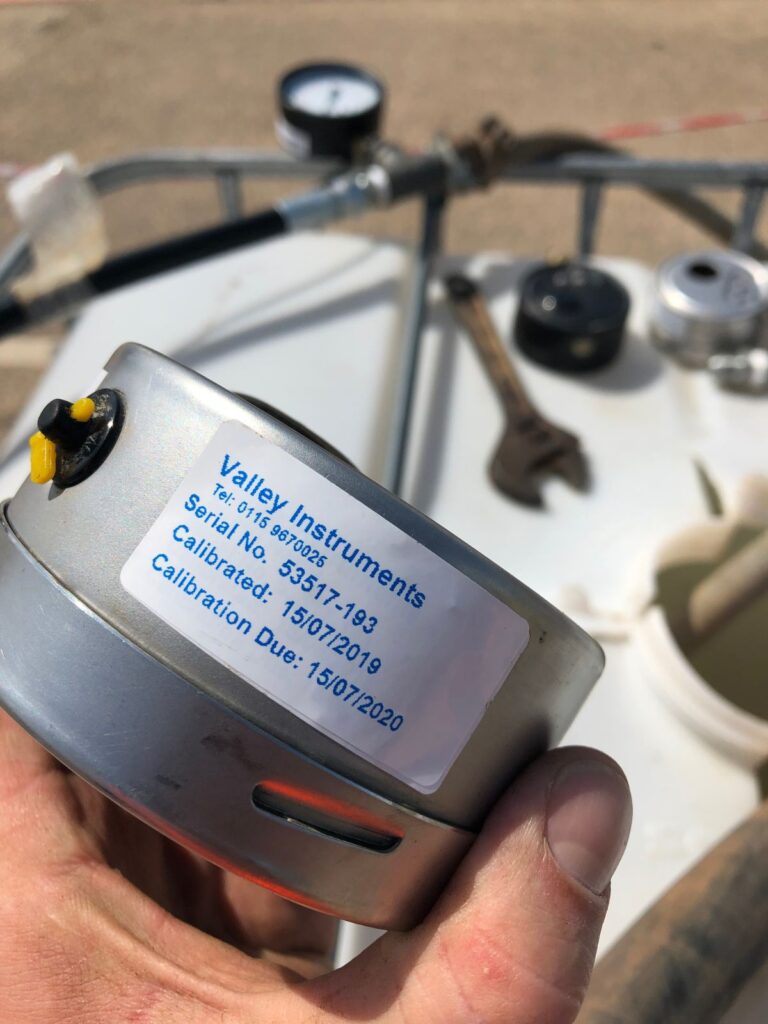 Valley Instruments
Tel: 0115 9670025
Serial No. 53517-193
Calibrated: 15/07/2019
Calibration Due: 15/07/2020